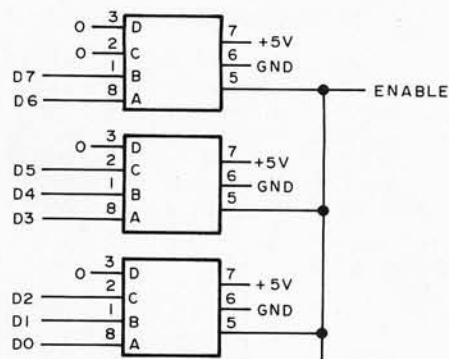 0 3 D 7 +5V
0 2 C 6 GND
D7 1 B 5 ENABLE
D6 8 A
0 3 D 7 +5V
D5 2 C 6 GND
D4 1 B 5
D3 8 A
0 3 D 7 +5V
D2 2 C 6 GND
D1 1 B 5
D0 8 A